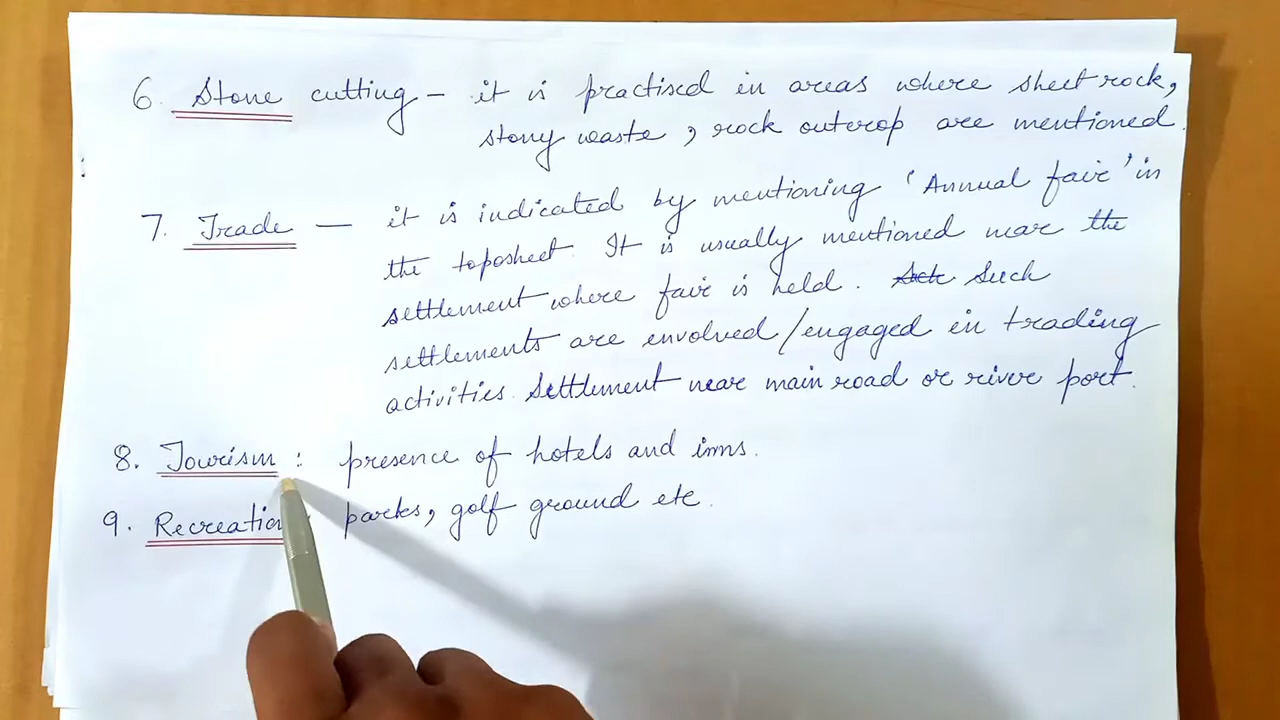 6. Stone cutting - it is practised in areas where sheet rock,
stony waste, rock outcrop are mentioned.
7. Trade — it is indicated by mentioning 'Annual fair' in
the toposheet. It is usually mentioned near the
settlement where fair is held. Such
settlements are envolved/engaged in trading
activities. Settlement near main road or river port.
8. Tourism : presence of hotels and inns.
9. Recreation : parks, golf ground etc.